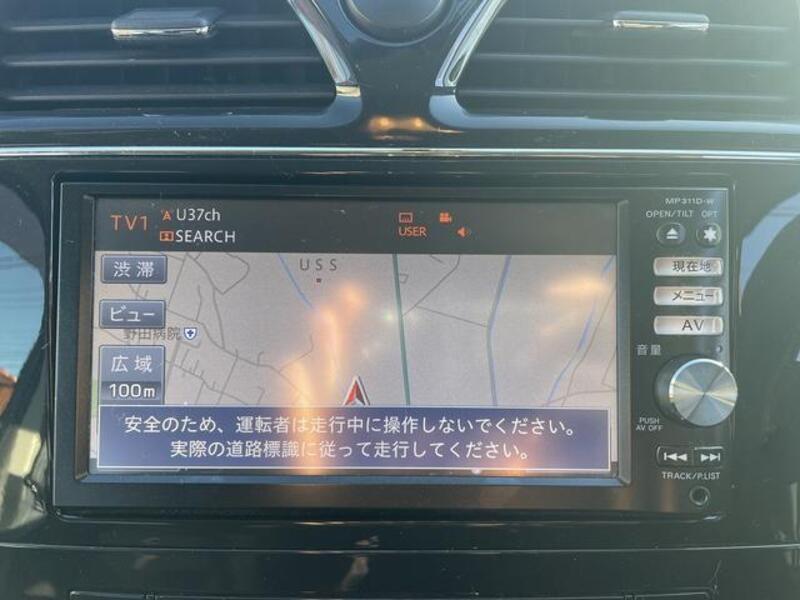 MP311D-W
OPEN/TILT OPT
TV1
A U37ch
SEARCH
USER
渋滞
USS
現在地
ビュー
メニュー
野田病院
AV
広域
100m
音量
安全のため、運転者は走行中に操作しないでください。
実際の道路標識に従って走行してください。
PUSH
AV OFF
TRACK/P.LIST